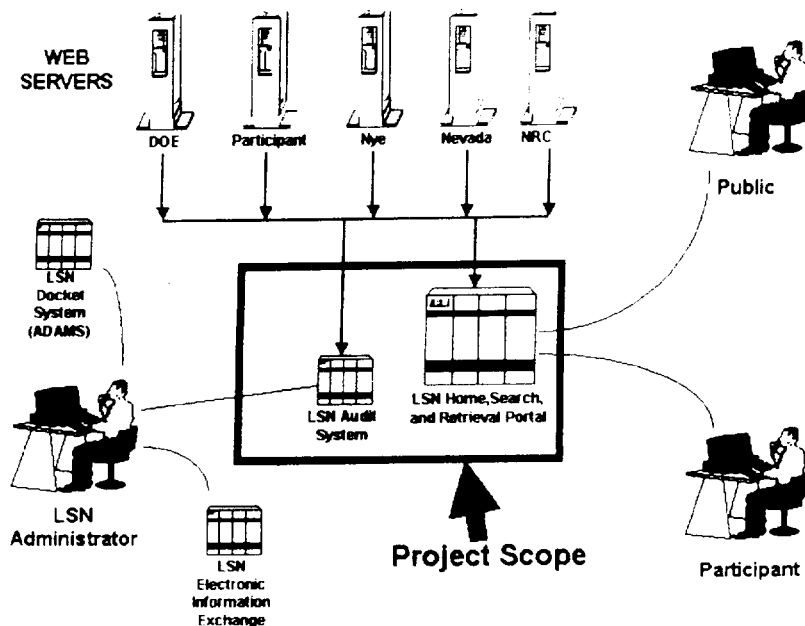 WEB
SERVERS
DOE
Participant
Nye
Nevada
NRC
Public
LSN
Docket
System
(ADAMS)
LSN Audit
System
LSN Home,Search,
and Retrieval Portal
LSN
Administrator
Project Scope
LSN
Electronic
Information
Exchange
Participant